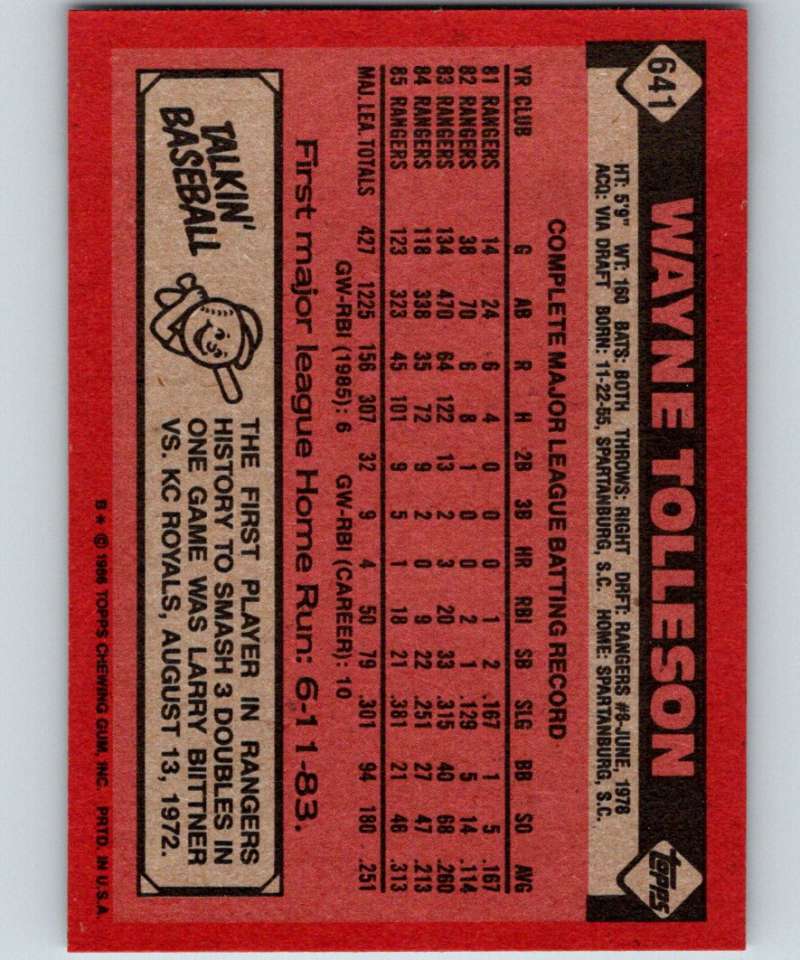 641
WAYNE TOLLESON
topps
HT: 5'9" WT: 160 BATS: BOTH THROWS: RIGHT DRFT: RANGERS #8-JUNE, 1978
ACQ: VIA DRAFT BORN: 11-22-55, SPARTANBURG, S.C. HOME: SPARTANBURG, S.C.
COMPLETE MAJOR LEAGUE BATTING RECORD
YR CLUB G AB R H 2B 3B HR RBI SB SLG BB SO AVG
81 RANGERS 14 24 6 4 0 0 0 1 2 .167 1 5 .167
82 RANGERS 38 70 6 8 1 0 0 2 1 .129 5 14 .114
83 RANGERS 134 470 64 122 13 2 3 20 33 .315 40 68 .260
84 RANGERS 118 338 35 72 9 2 0 9 22 .251 27 47 .213
85 RANGERS 123 323 45 101 9 5 1 18 21 .381 21 46 .313
MAJ. LEA. TOTALS 427 1225 156 307 32 9 4 50 79 .301 94 180 .251
GW-RBI (1985): 6 GW-RBI (CAREER): 10
First major league Home Run: 6-11-83.
TALKIN'
BASEBALL
THE FIRST PLAYER IN RANGERS
HISTORY TO SMASH 3 DOUBLES IN
ONE GAME WAS LARRY BIITTNER
VS. KC ROYALS, AUGUST 13, 1972.
B* © 1986 TOPPS CHEWING GUM, INC. PRTD. IN U.S.A.